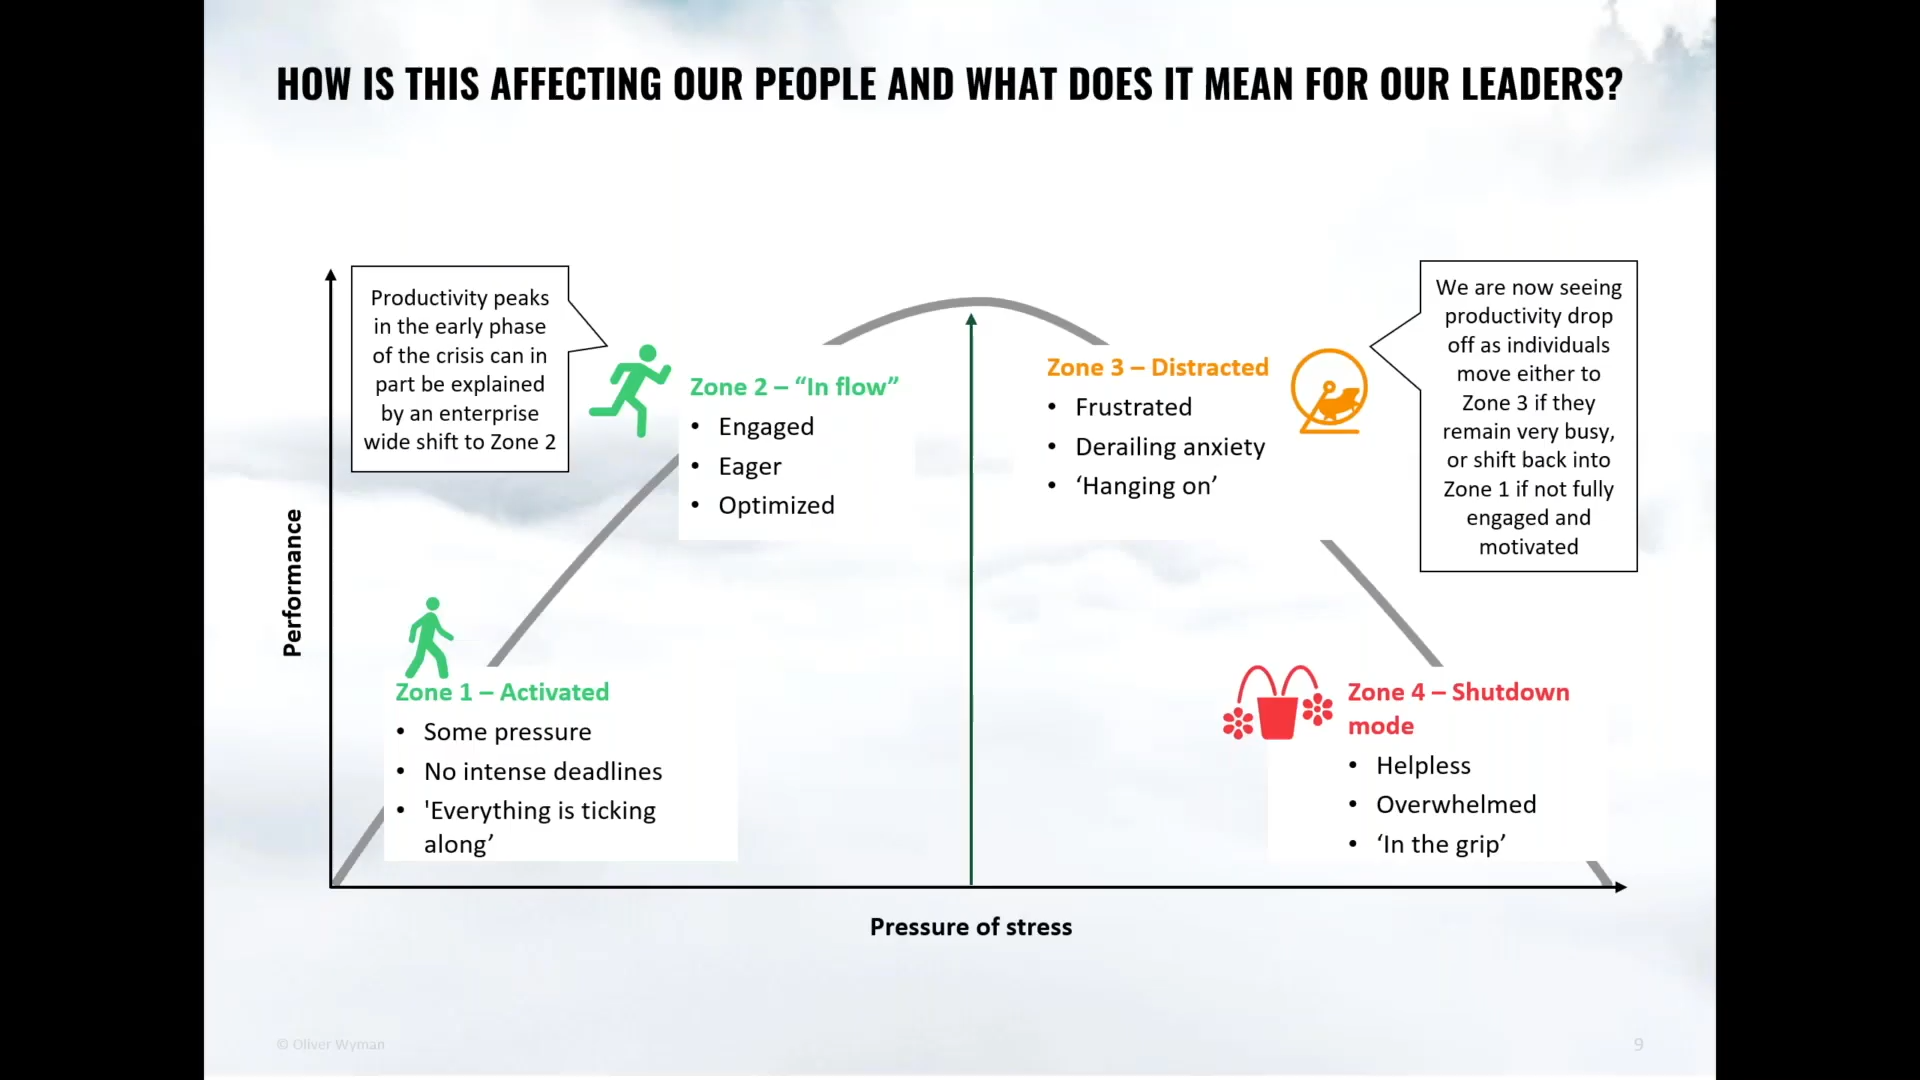 HOW IS THIS AFFECTING OUR PEOPLE AND WHAT DOES IT MEAN FOR OUR LEADERS?
Productivity peaks
in the early phase
of the crisis can in
part be explained
by an enterprise
wide shift to Zone 2
Zone 2 – “In flow”
• Engaged
• Eager
• Optimized
Zone 3 – Distracted
• Frustrated
• Derailing anxiety
• ‘Hanging on’
We are now seeing
productivity drop
off as individuals
move either to
Zone 3 if they
remain very busy,
or shift back into
Zone 1 if not fully
engaged and
motivated
Performance
Zone 1 – Activated
• Some pressure
• No intense deadlines
• 'Everything is ticking
along’
Zone 4 – Shutdown
mode
• Helpless
• Overwhelmed
• ‘In the grip’
Pressure of stress
© Oliver Wyman
9